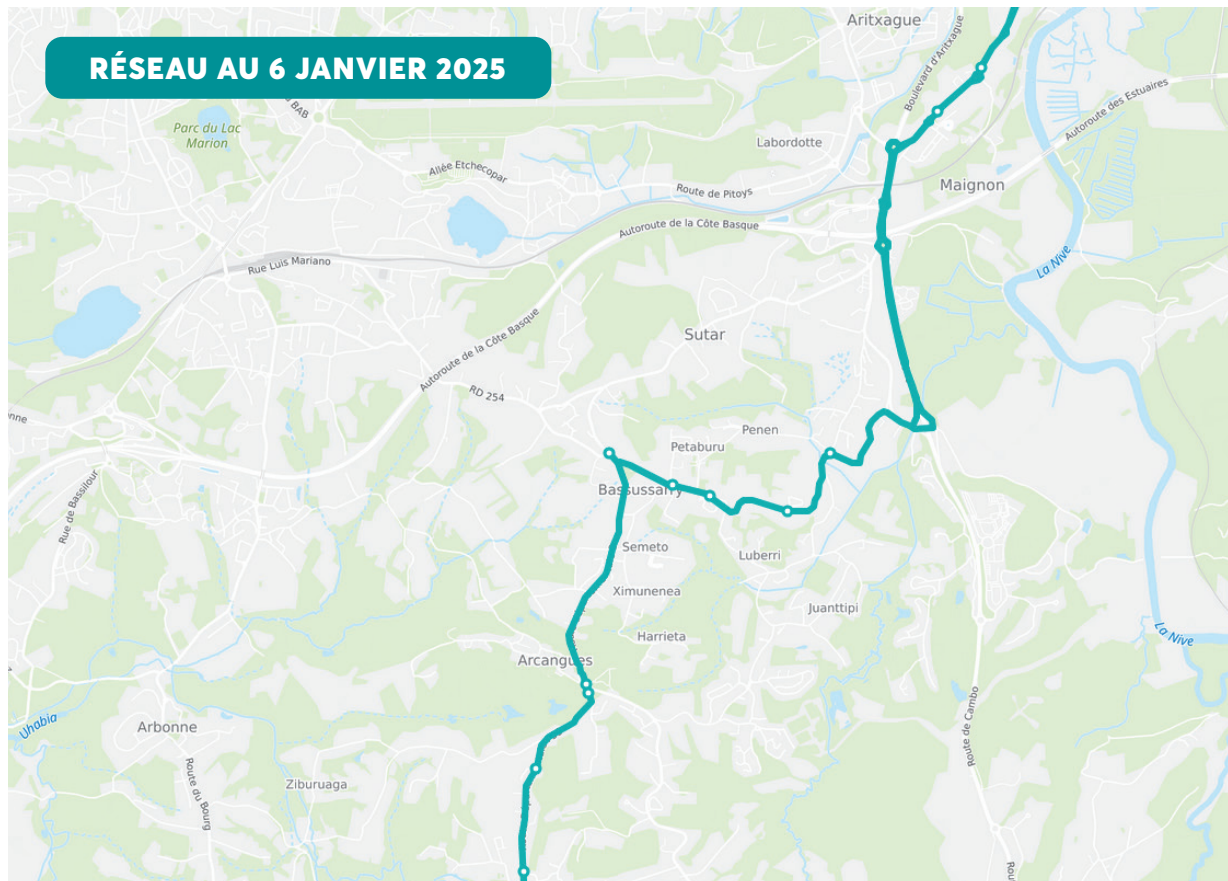 Aritxague
RÉSEAU AU 6 JANVIER 2025
BAB
Boulevard d'Aritxague
Autoroute des Estuaires
Parc du Lac
Marion
Labordotte
Allée Etchecopar
Route de Pitoys
Maignon
Autoroute de la Côte Basque
La Nive
Rue Luis Mariano
Sutar
Autoroute de la Côte Basque
RD 254
onne
Penen
Petaburu
Bassussarry
Rue de Bassilour
Semeto
Luberri
Ximunenea
Juanttipi
Harrieta
La Nive
Arcangues
Uhabia
Arbonne
Route de Cambo
Ziburuaga
Route du Bourg
Rou